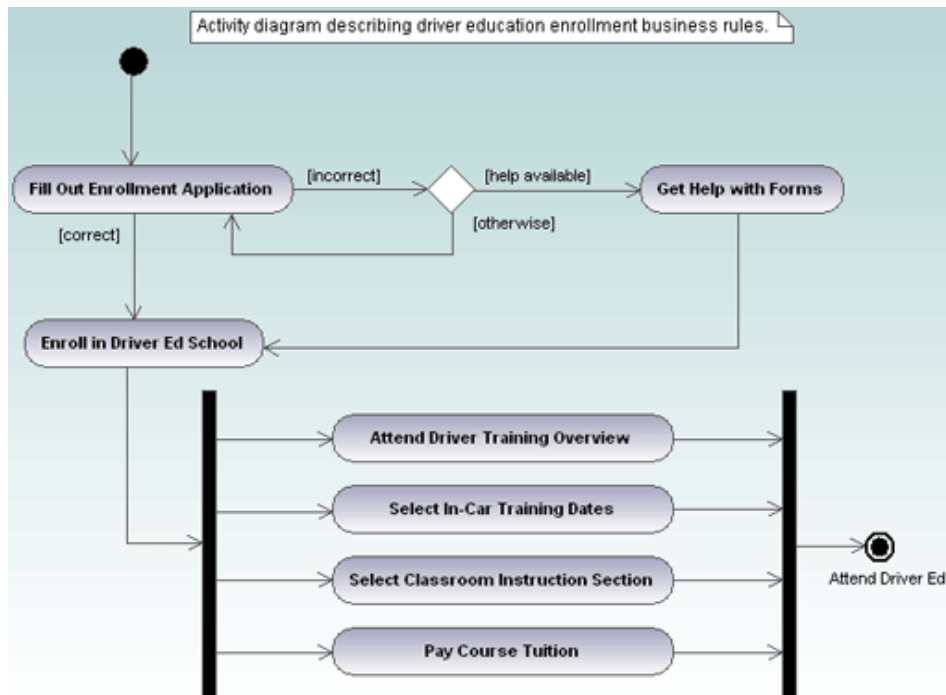 Activity diagram describing driver education enrollment business rules.
Fill Out Enrollment Application
[incorrect]
[help available]
Get Help with Forms
[otherwise]
[correct]
Enroll in Driver Ed School
Attend Driver Training Overview
Select In-Car Training Dates
Select Classroom Instruction Section
Attend Driver Ed
Pay Course Tuition